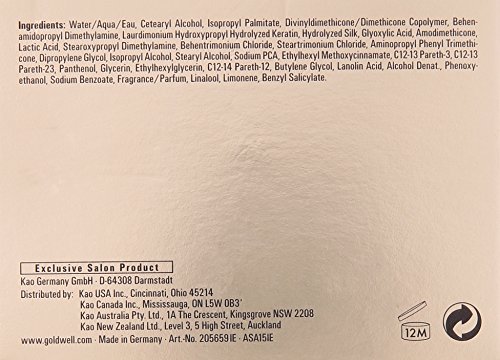 Ingredients: Water/Aqua/Eau, Cetearyl Alcohol, Isopropyl Palmitate, Divinyldimethicone/Dimethicone Copolymer, Behen-
amidopropyl Dimethylamine, Laurdimonium Hydroxypropyl Hydrolyzed Keratin, Hydrolyzed Silk, Glyoxylic Acid, Amodimethicone,
Lactic Acid, Stearoxypropyl Dimethylamine, Behentrimonium Chloride, Steartrimonium Chloride, Aminopropyl Phenyl Trimethi-
cone, Dipropylene Glycol, Isopropyl Alcohol, Stearyl Alcohol, Sodium PCA, Ethylhexyl Methoxycinnamate, C12-13 Pareth-3, C12-13
Pareth-23, Panthenol, Glycerin, Ethylhexylglycerin, C12-14 Pareth-12, Butylene Glycol, Lanolin Acid, Alcohol Denat., Phenoxy-
ethanol, Sodium Benzoate, Fragrance/Parfum, Linalool, Limonene, Benzyl Salicylate.
Exclusive Salon Product
Kao Germany GmbH · D-64308 Darmstadt
Distributed by: Kao USA Inc., Cincinnati, Ohio 45214
Kao Canada Inc., Mississauga, ON L5W 0B3
Kao Australia Pty. Ltd., 1A The Crescent, Kingsgrove NSW 2208
Kao New Zealand Ltd., Level 3, 5 High Street, Auckland
www.goldwell.com · Made in Germany · Art.-No. 205659 IE · ASA15IE
12M